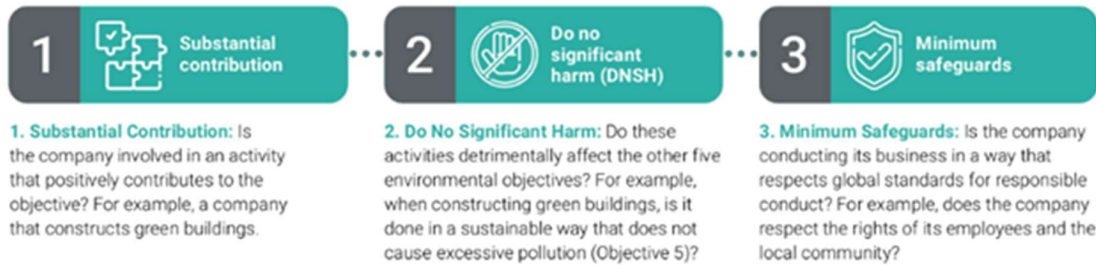 1
Substantial
contribution
2
Do no
significant
harm (DNSH)
3
Minimum
safeguards
1. Substantial Contribution: Is
the company involved in an activity
that positively contributes to the
objective? For example, a company
that constructs green buildings.
2. Do No Significant Harm: Do these
activities detrimentally affect the other five
environmental objectives? For example,
when constructing green buildings, is it
done in a sustainable way that does not
cause excessive pollution (Objective 5)?
3. Minimum Safeguards: Is the company
conducting its business in a way that
respects global standards for responsible
conduct? For example, does the company
respect the rights of its employees and the
local community?